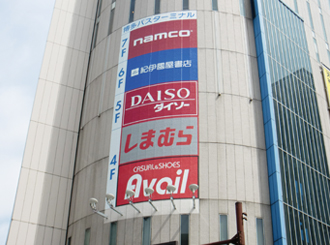 博多バスターミナル
7F
namco
6F
紀伊國屋書店
5F
DAISO
ダイソー
しまむら
4F
CASUAL&SHOES
Avail